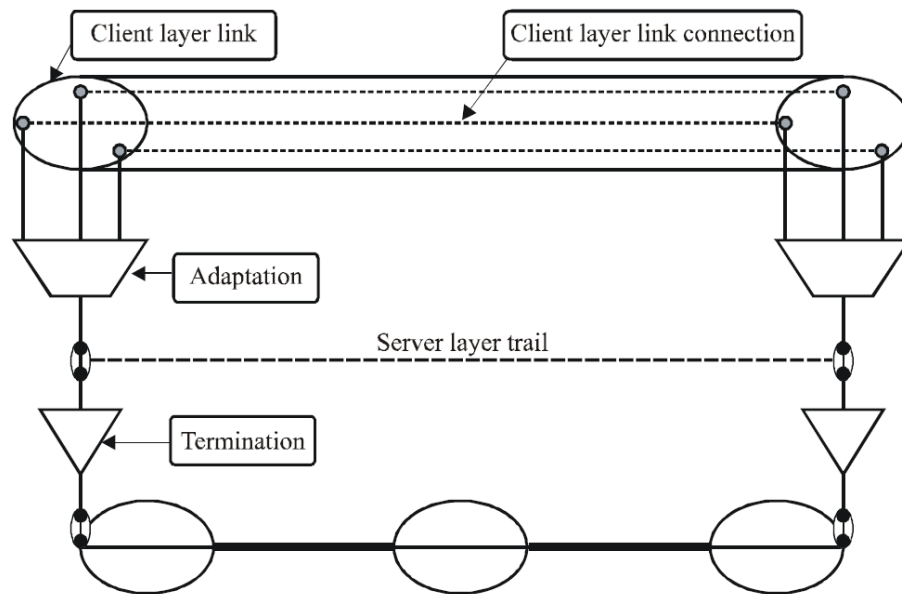 Client layer link
Client layer link connection
Adaptation
Server layer trail
Termination